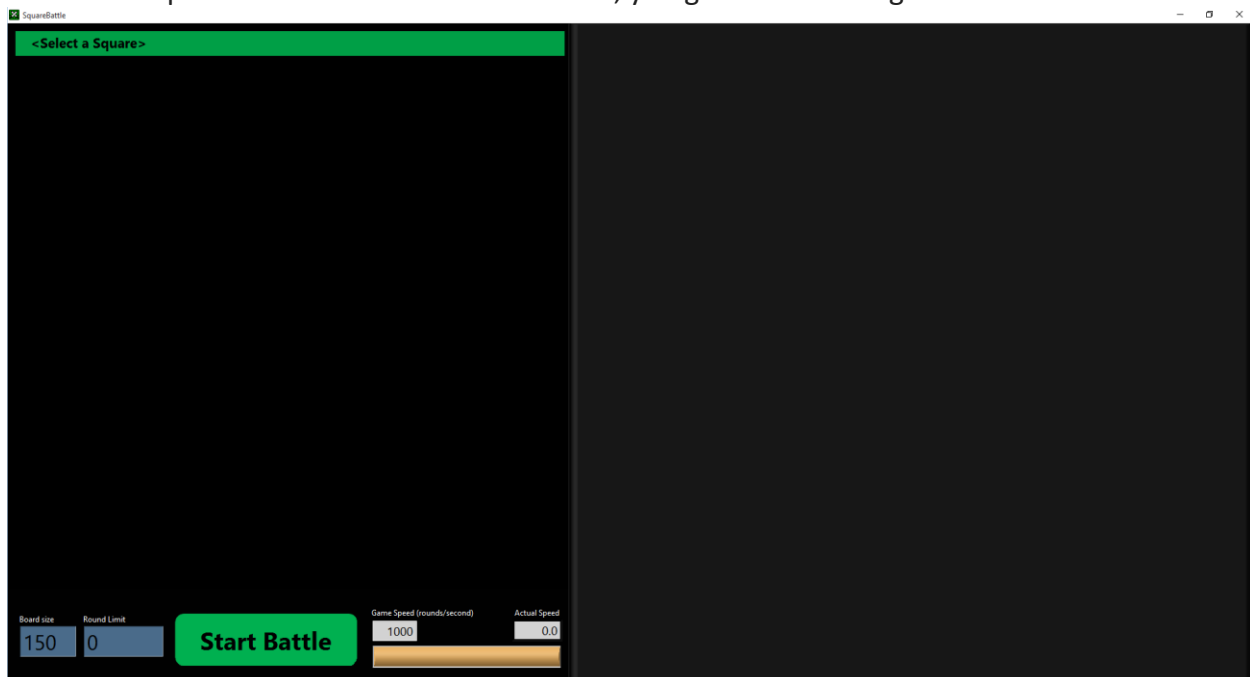 SquareBattle
<Select a Square>
Board size
Round Limit
Game Speed (rounds/second)
Actual Speed
150
0
Start Battle
1000
0.0